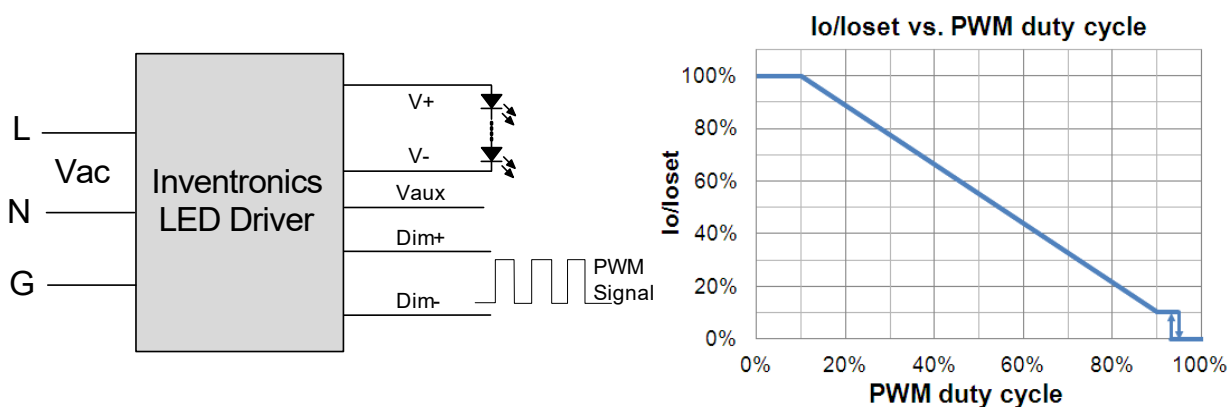 L
Vac
N
G
Inventronics
LED Driver
V+
V-
Vaux
Dim+
Dim-
PWM
Signal
Io/Ioset vs. PWM duty cycle
Io/Ioset
100%
80%
60%
40%
20%
0%
0% 20% 40% 60% 80% 100%
PWM duty cycle